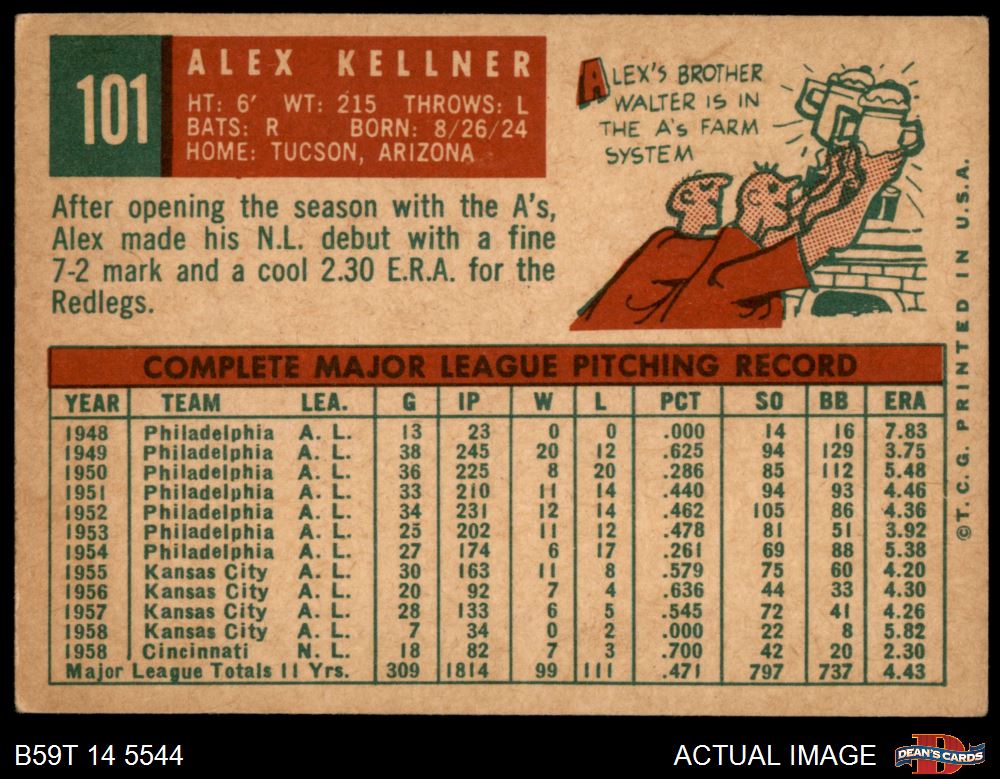 101
ALEX KELLNER
HT: 6' WT: 215 THROWS: L
BATS: R BORN: 8/26/24
HOME: TUCSON, ARIZONA
After opening the season with the A's,
Alex made his N.L. debut with a fine
7-2 mark and a cool 2.30 E.R.A. for the
Redlegs.
ALEX'S BROTHER
WALTER IS IN
THE A'S FARM
SYSTEM
COMPLETE MAJOR LEAGUE PITCHING RECORD
YEAR TEAM LEA. G IP W L PCT SO BB ERA
1948 Philadelphia A. L. 13 23 0 0 .000 14 16 7.83
1949 Philadelphia A. L. 38 245 20 12 .625 94 129 3.75
1950 Philadelphia A. L. 36 225 8 20 .286 85 112 5.48
1951 Philadelphia A. L. 33 210 11 14 .440 94 93 4.46
1952 Philadelphia A. L. 34 231 12 14 .462 105 86 4.36
1953 Philadelphia A. L. 25 202 11 12 .478 81 51 3.92
1954 Philadelphia A. L. 27 174 6 17 .261 69 88 5.38
1955 Kansas City A. L. 30 163 11 8 .579 75 60 4.20
1956 Kansas City A. L. 20 92 7 4 .636 44 33 4.30
1957 Kansas City A. L. 28 133 6 5 .545 72 41 4.26
1958 Kansas City A. L. 7 34 0 2 .000 22 8 5.82
1958 Cincinnati N. L. 18 82 7 3 .700 42 20 2.30
Major League Totals 11 Yrs. 309 1814 99 111 .471 797 737 4.43
©T. C. G. PRINTED IN U.S.A.
B59T 14 5544
ACTUAL IMAGE
D
DEAN'S CARDS